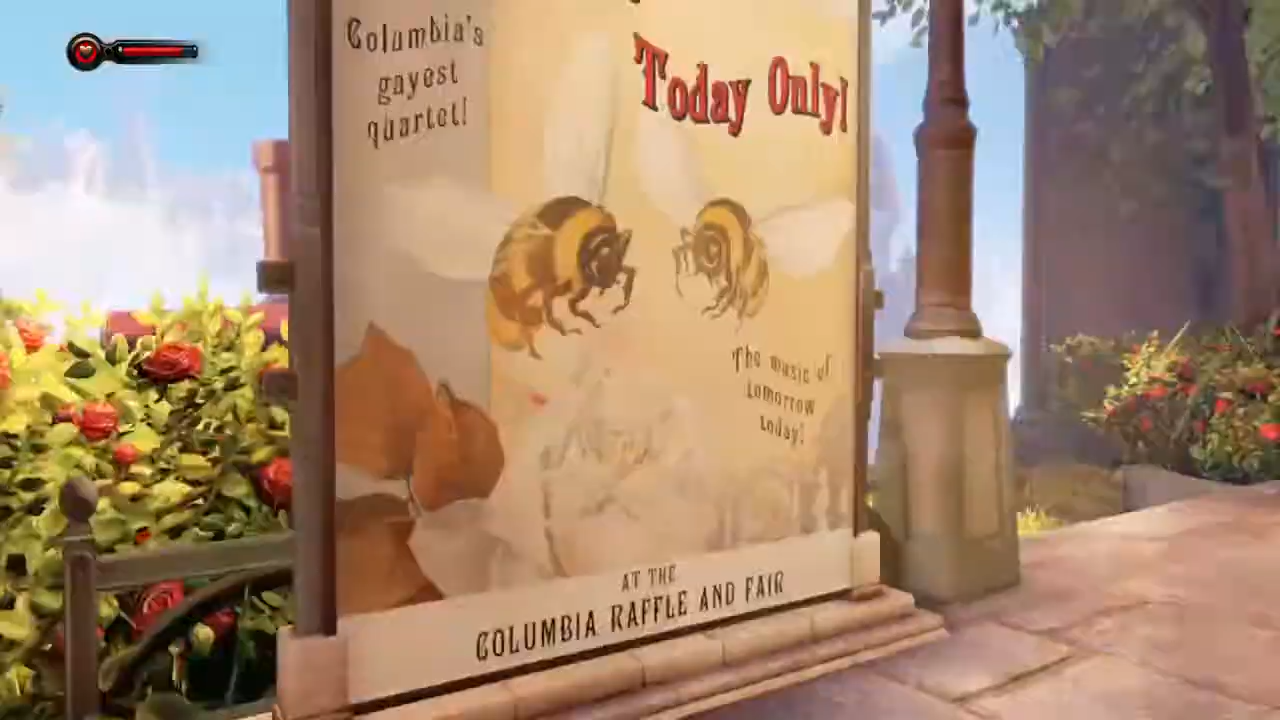 Columbia's
gayest
quartet!
Today Only!
The music of
tomorrow
today!
AT THE
COLUMBIA RAFFLE AND FAIR